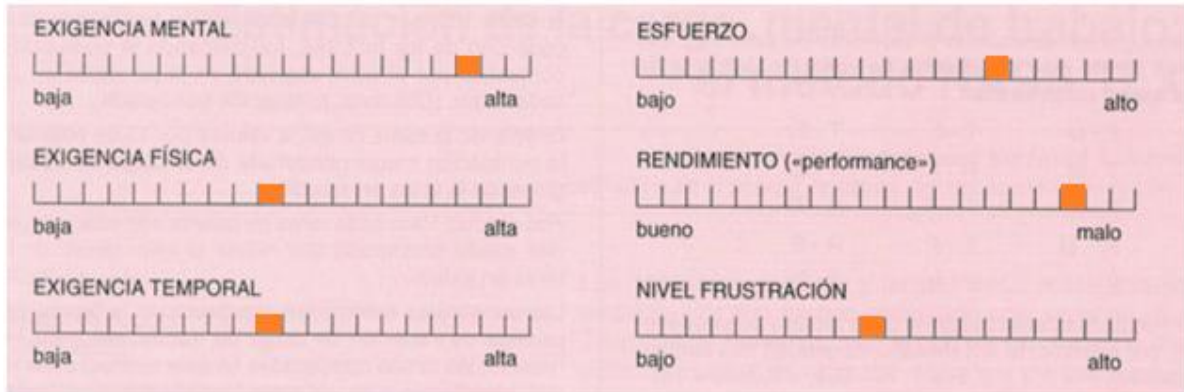 EXIGENCIA MENTAL
baja alta
EXIGENCIA FÍSICA
baja alta
EXIGENCIA TEMPORAL
baja alta
ESFUERZO
bajo alto
RENDIMIENTO («performance»)
bueno malo
NIVEL FRUSTRACIÓN
bajo alto